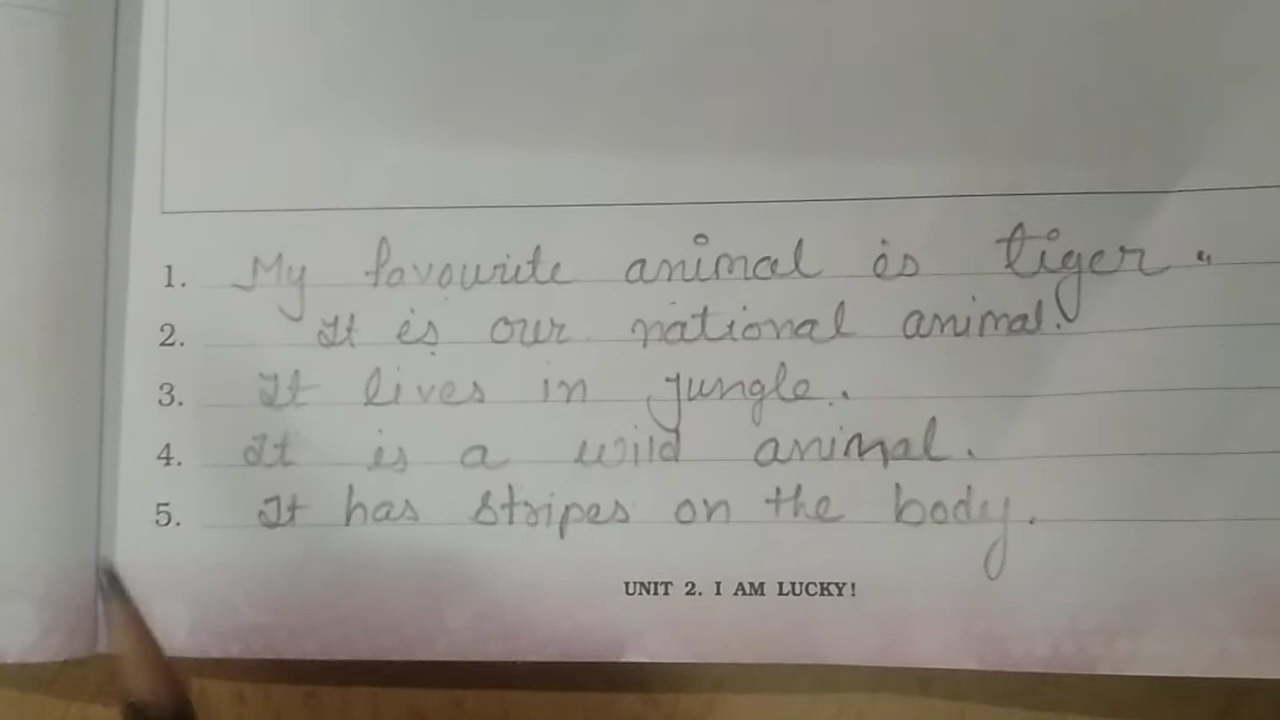 1. My favourite animal is tiger.
2. It is our national animal.
3. It lives in jungle.
4. It is a wild animal.
5. It has stripes on the body.
UNIT 2. I AM LUCKY!